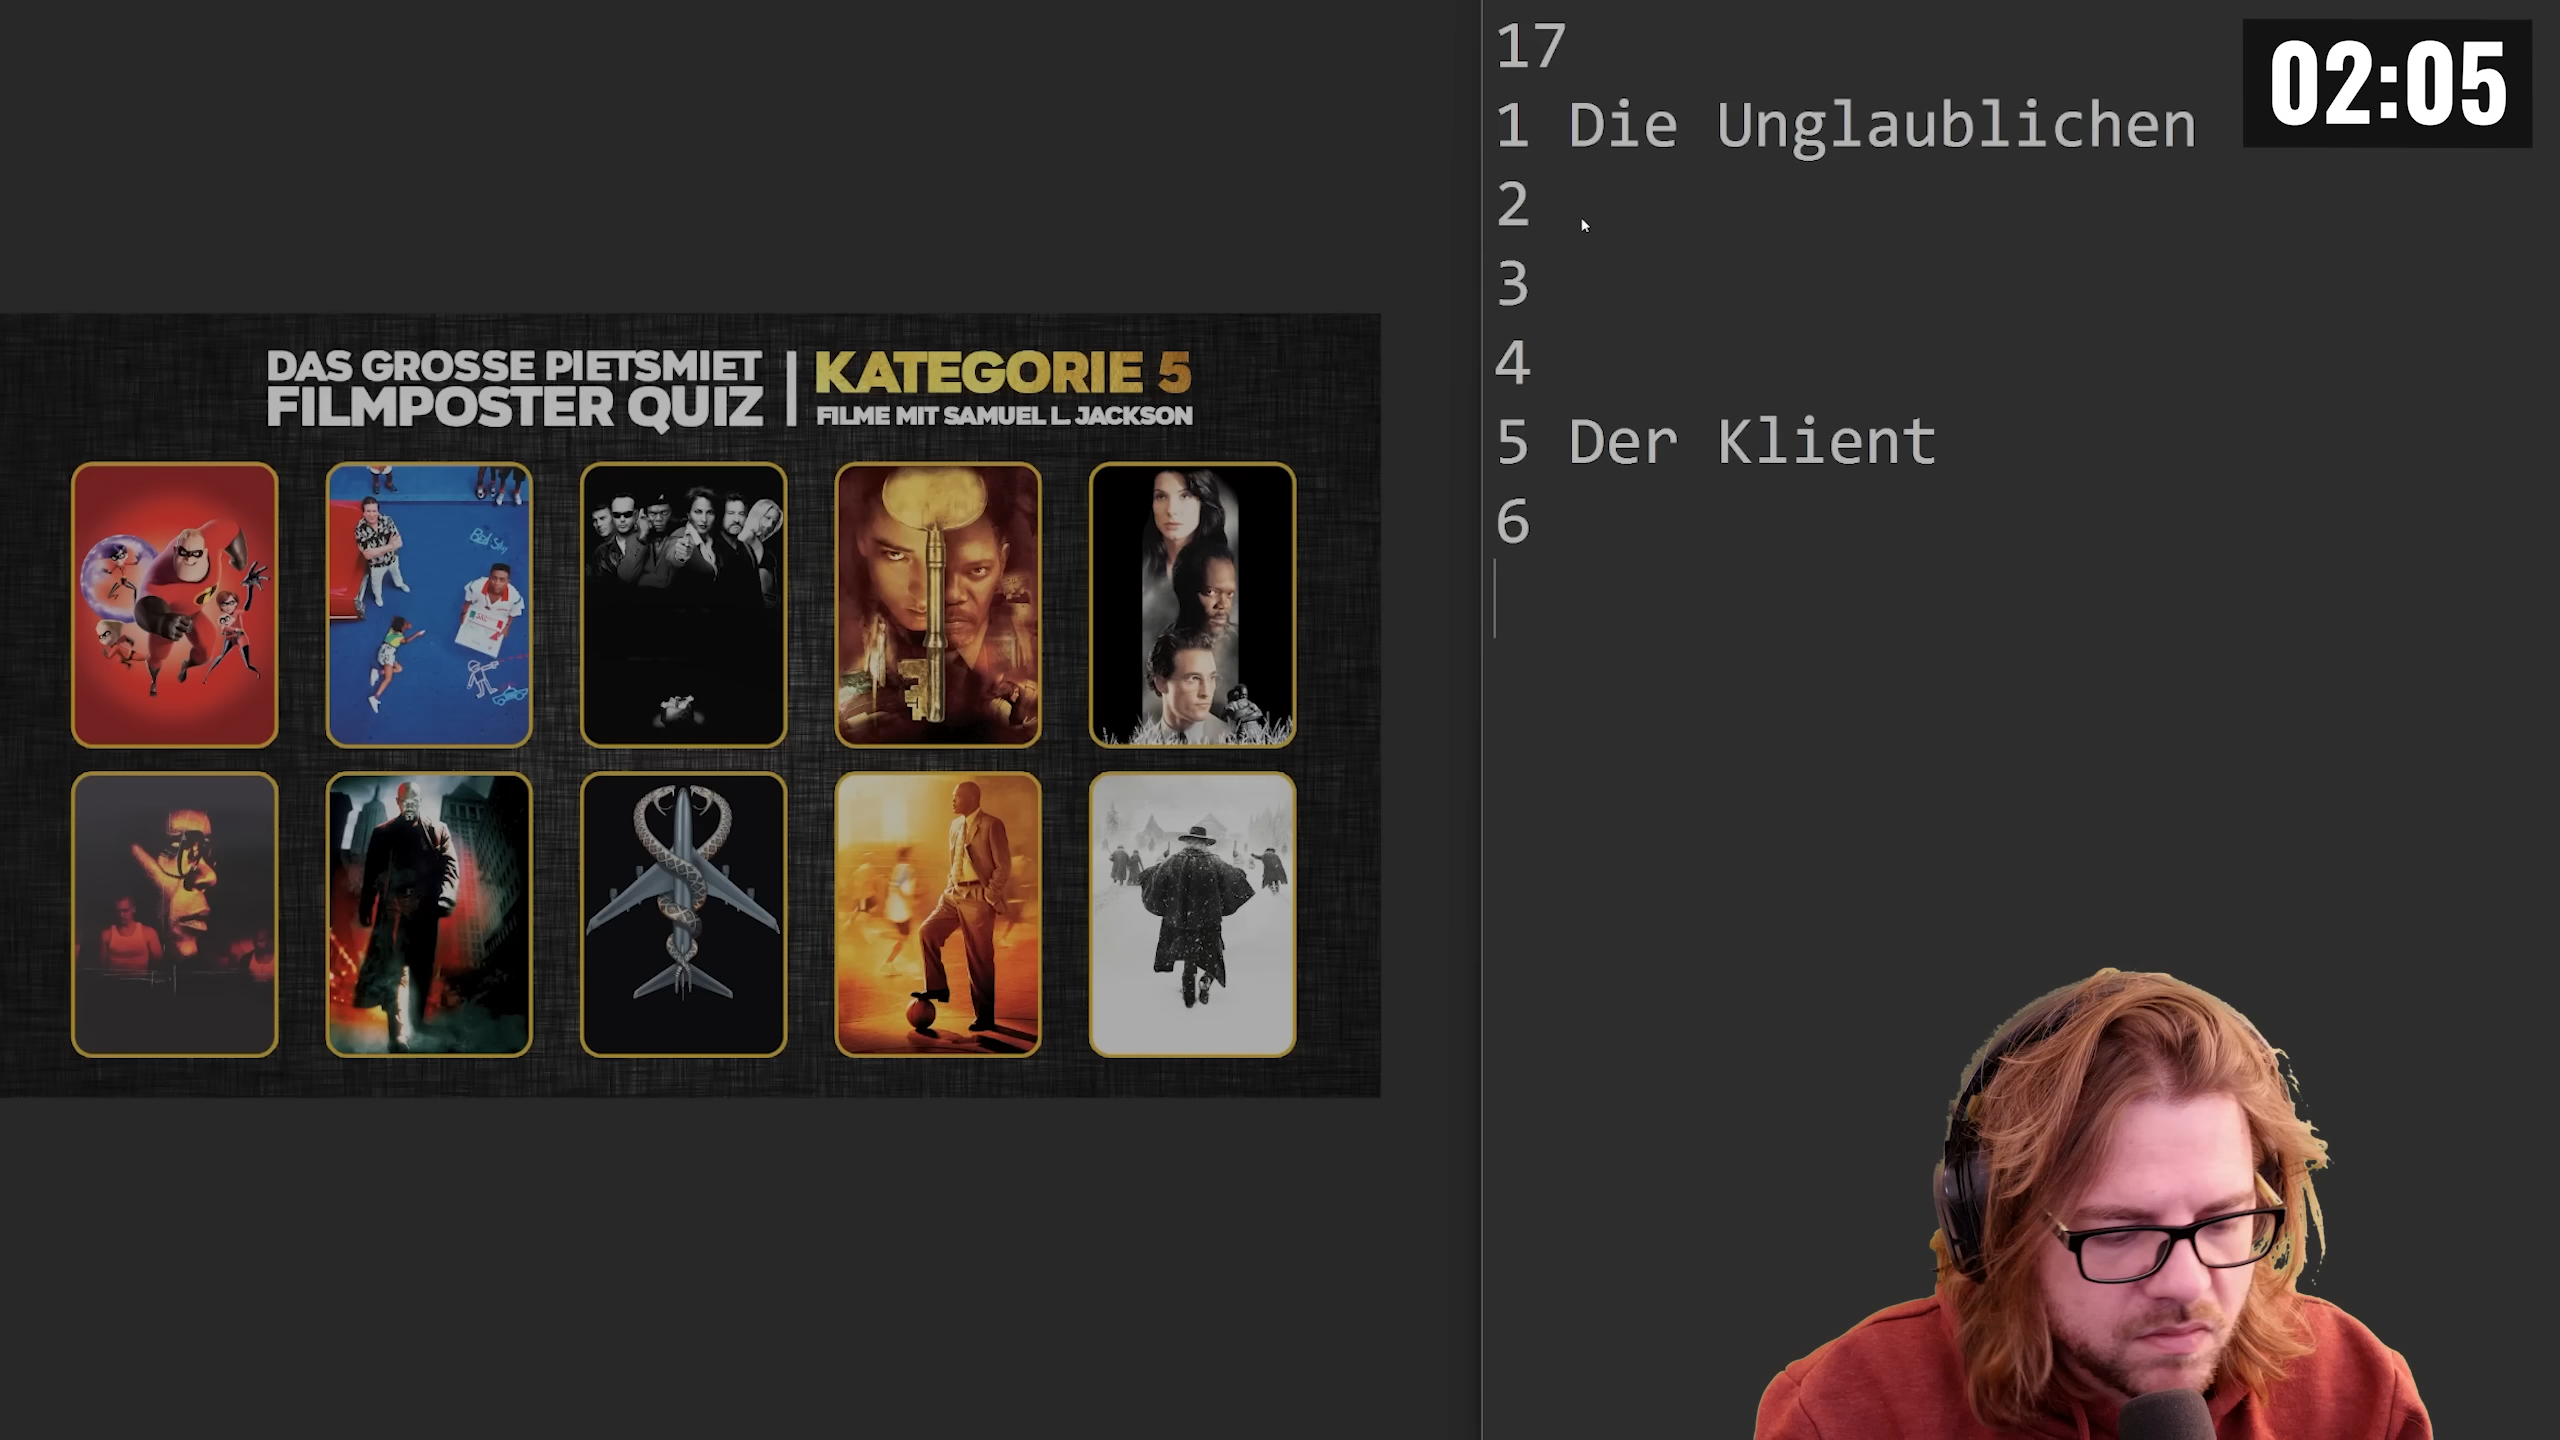 DAS GROSSE PIETSMIET
FILMPOSTER QUIZ
KATEGORIE 5
FILME MIT SAMUEL L. JACKSON
17
1 Die Unglaublichen
2
3
4
5 Der Klient
6
02:05